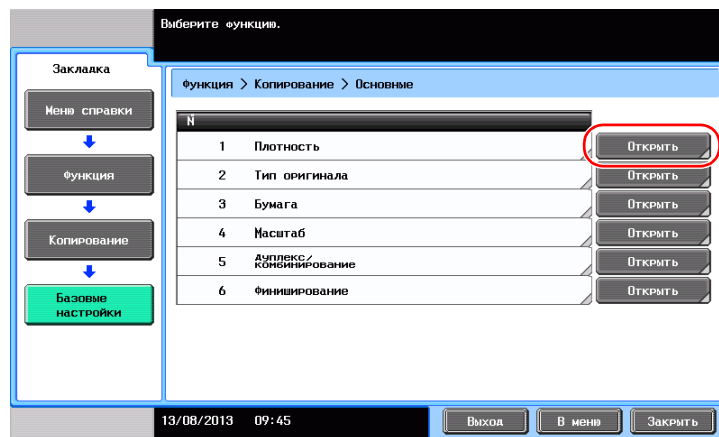 Выберите функцию.
Закладка
Меню справки
Функция
Копирование
Базовые
настройки
Функция > Копирование > Основные
N
1 Плотность Открыть
2 Тип оригинала Открыть
3 Бумага Открыть
4 Масштаб Открыть
5 Дуплекс/
комбинирование Открыть
6 Финиширование Открыть
13/08/2013 09:45
Выход
В меню
Закрыть